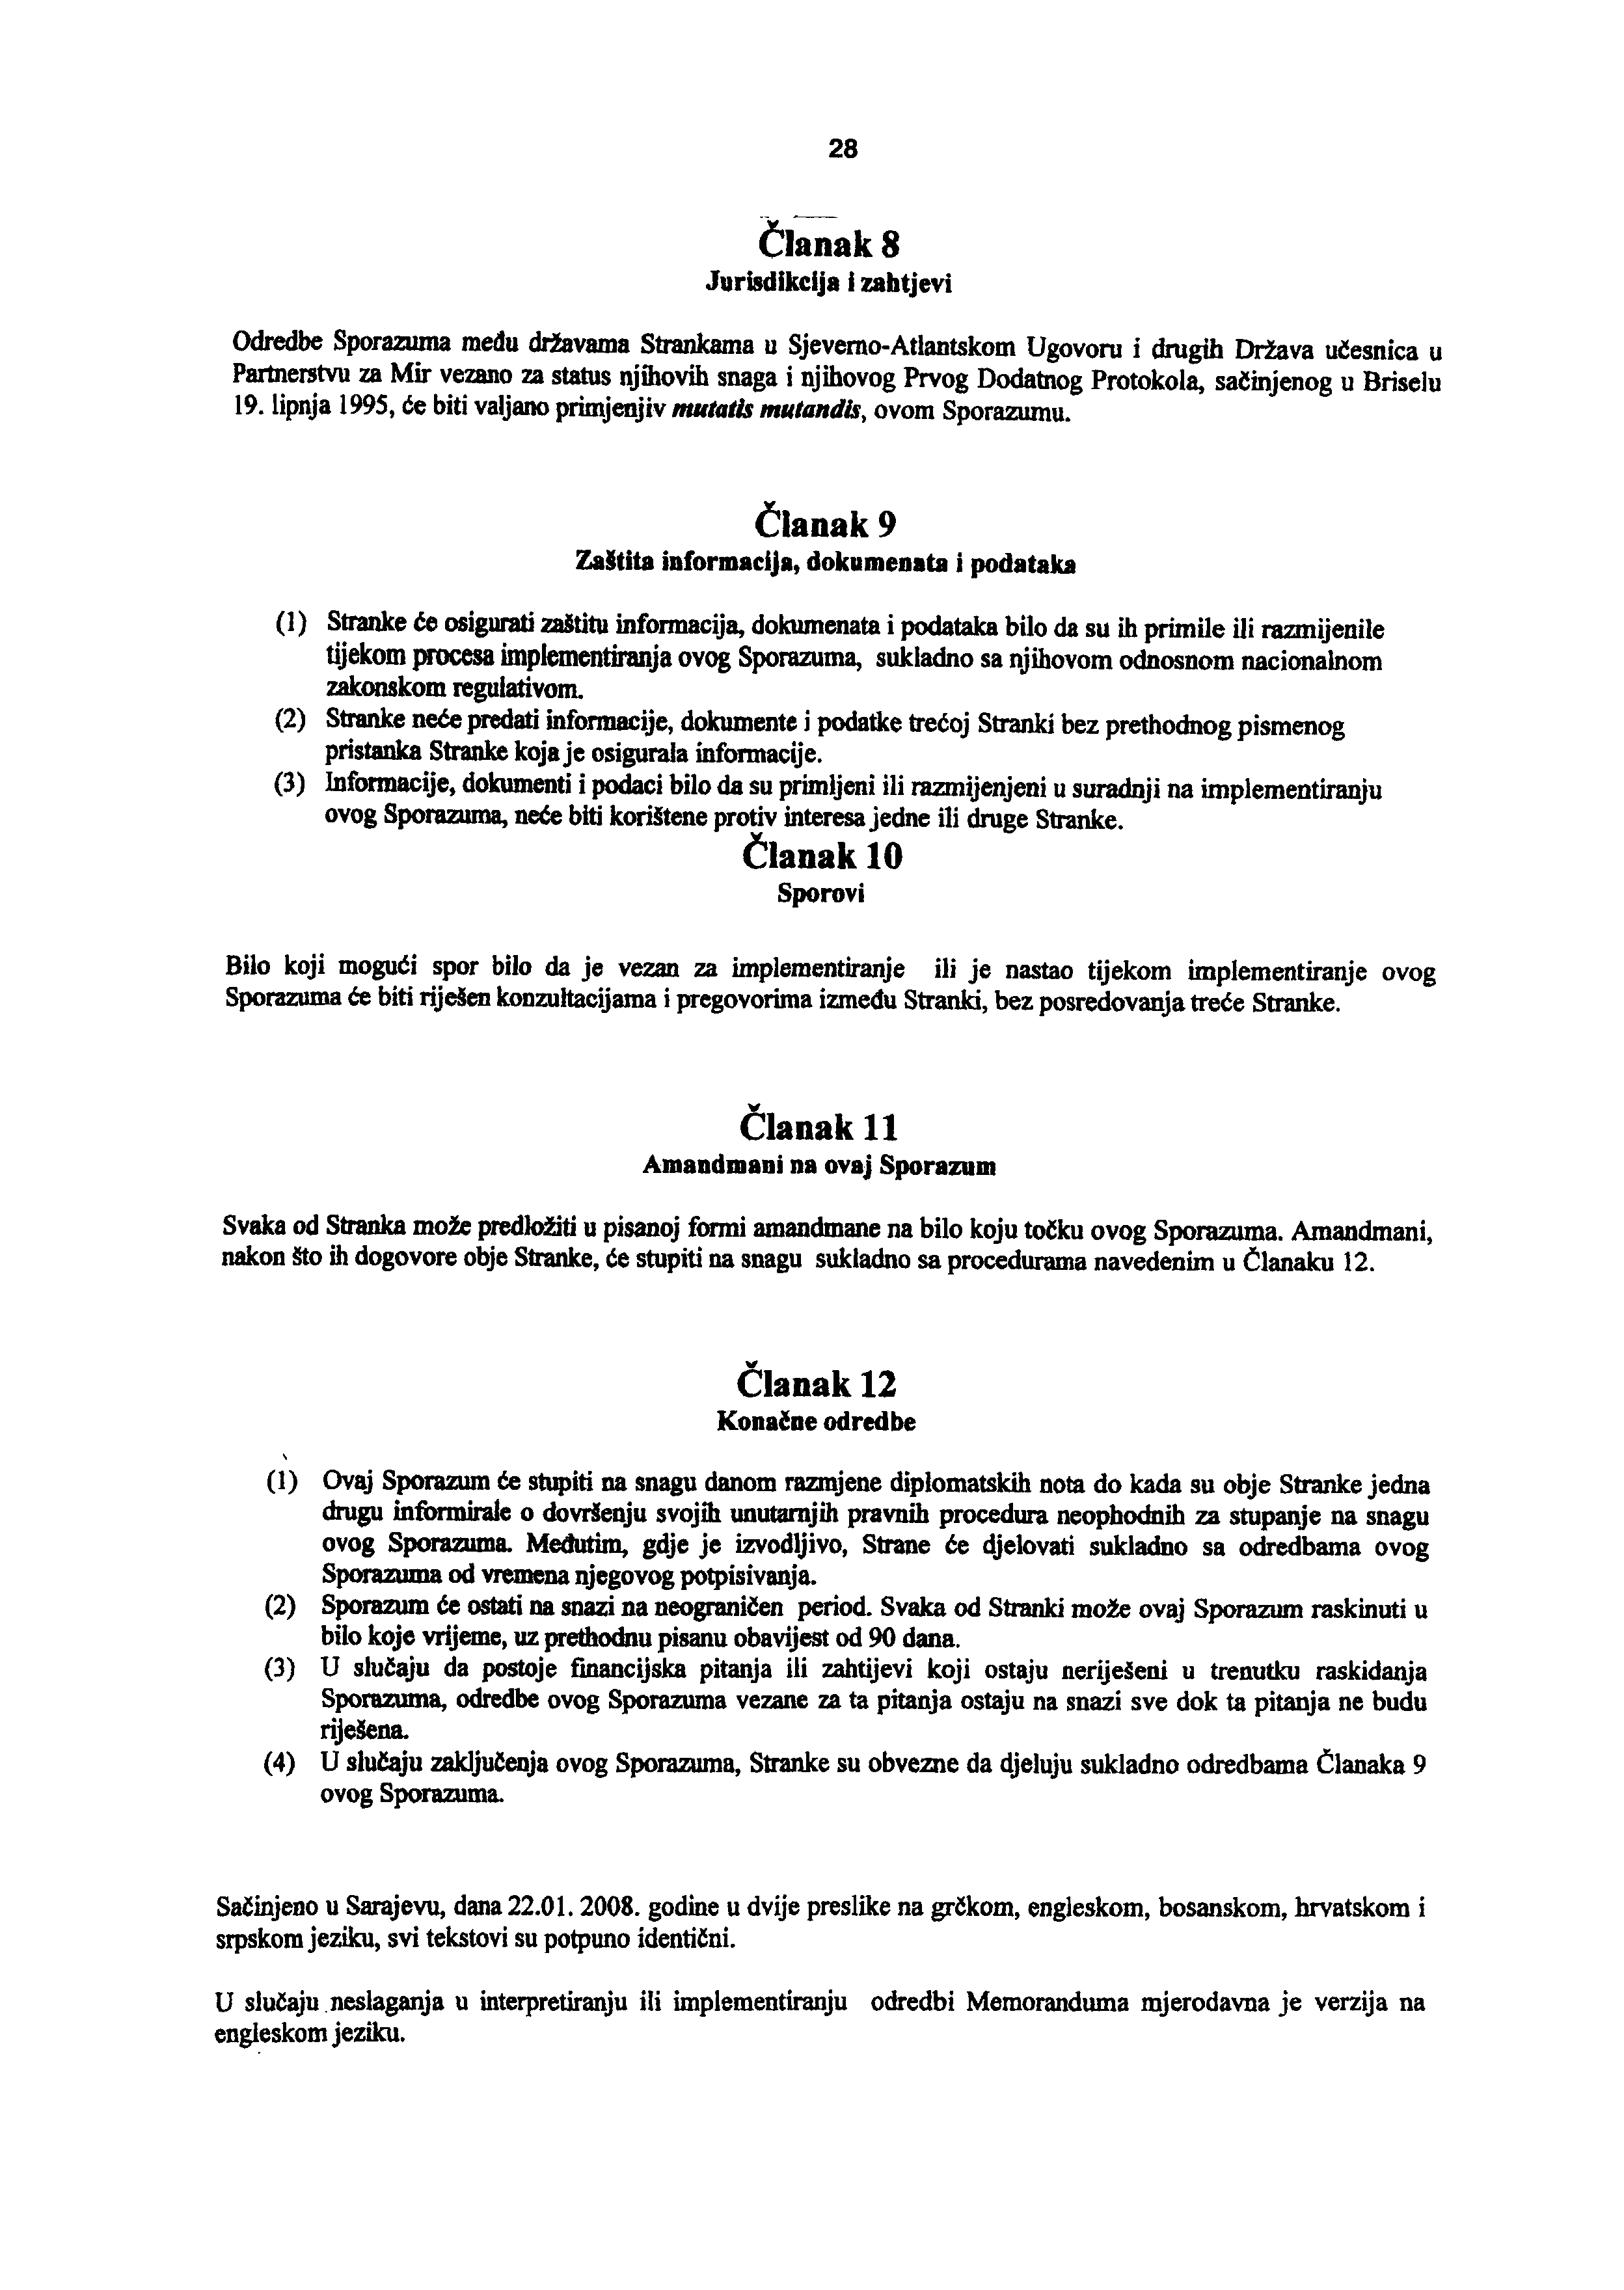 28
Članak 8
Jurisdikcija i zahtjevi
Odredbe Sporazuma među državama Strankama u Sjeverno-Atlantskom Ugovoru i drugih Država učesnica u
Partnerstvu za Mir vezano za status njihovih snaga i njihovog Prvog Dodatnog Protokola, sačinjenog u Briselu
19. lipnja 1995, će biti valjano primjenjiv mutatis mutandis, ovom Sporazumu.
Članak 9
Zaštita informacija, dokumenata i podataka
(1) Stranke će osigurati zaštitu informacija, dokumenata i podataka bilo da su ih primile ili razmijenile
tijekom procesa implementiranja ovog Sporazuma, sukladno sa njihovom odnosnom nacionalnom
zakonskom regulativom.
(2) Stranke neće predati informacije, dokumente i podatke trećoj Stranki bez prethodnog pismenog
pristanka Stranke koja je osigurala informacije.
(3) Informacije, dokumenti i podaci bilo da su primljeni ili razmijenjeni u suradnji na implementiranju
ovog Sporazuma, neće biti korištene protiv interesa jedne ili druge Stranke.
Članak 10
Sporovi
Bilo koji mogući spor bilo da je vezan za implementiranje ili je nastao tijekom implementiranje ovog
Sporazuma će biti riješen konzultacijama i pregovorima između Stranki, bez posredovanja treće Stranke.
Članak 11
Amandmani na ovaj Sporazum
Svaka od Stranka može predložiti u pisanoj formi amandmane na bilo koju točku ovog Sporazuma. Amandmani,
nakon što ih dogovore obje Stranke, će stupiti na snagu sukladno sa procedurama navedenim u Članaku 12.
Članak 12
Konačne odredbe
(1) Ovaj Sporazum će stupiti na snagu danom razmjene diplomatskih nota do kada su obje Stranke jedna
drugu informirale o dovršenju svojih unutarnjih pravnih procedura neophodnih za stupanje na snagu
ovog Sporazuma. Međutim, gdje je izvodljivo, Strane će djelovati sukladno sa odredbama ovog
Sporazuma od vremena njegovog potpisivanja.
(2) Sporazum će ostati na snazi na neograničen period. Svaka od Stranki može ovaj Sporazum raskinuti u
bilo koje vrijeme, uz prethodnu pisanu obavijest od 90 dana.
(3) U slučaju da postoje financijska pitanja ili zahtijevi koji ostaju neriješeni u trenutku raskidanja
Sporazuma, odredbe ovog Sporazuma vezane za ta pitanja ostaju na snazi sve dok ta pitanja ne budu
riješena.
(4) U slučaju zaključenja ovog Sporazuma, Stranke su obvezne da djeluju sukladno odredbama Članaka 9
ovog Sporazuma.
Sačinjeno u Sarajevu, dana 22.01. 2008. godine u dvije preslike na grčkom, engleskom, bosanskom, hrvatskom i
srpskom jeziku, svi tekstovi su potpuno identični.
U slučaju neslaganja u interpretiranju ili implementiranju odredbi Memoranduma mjerodavna je verzija na
engleskom jeziku.